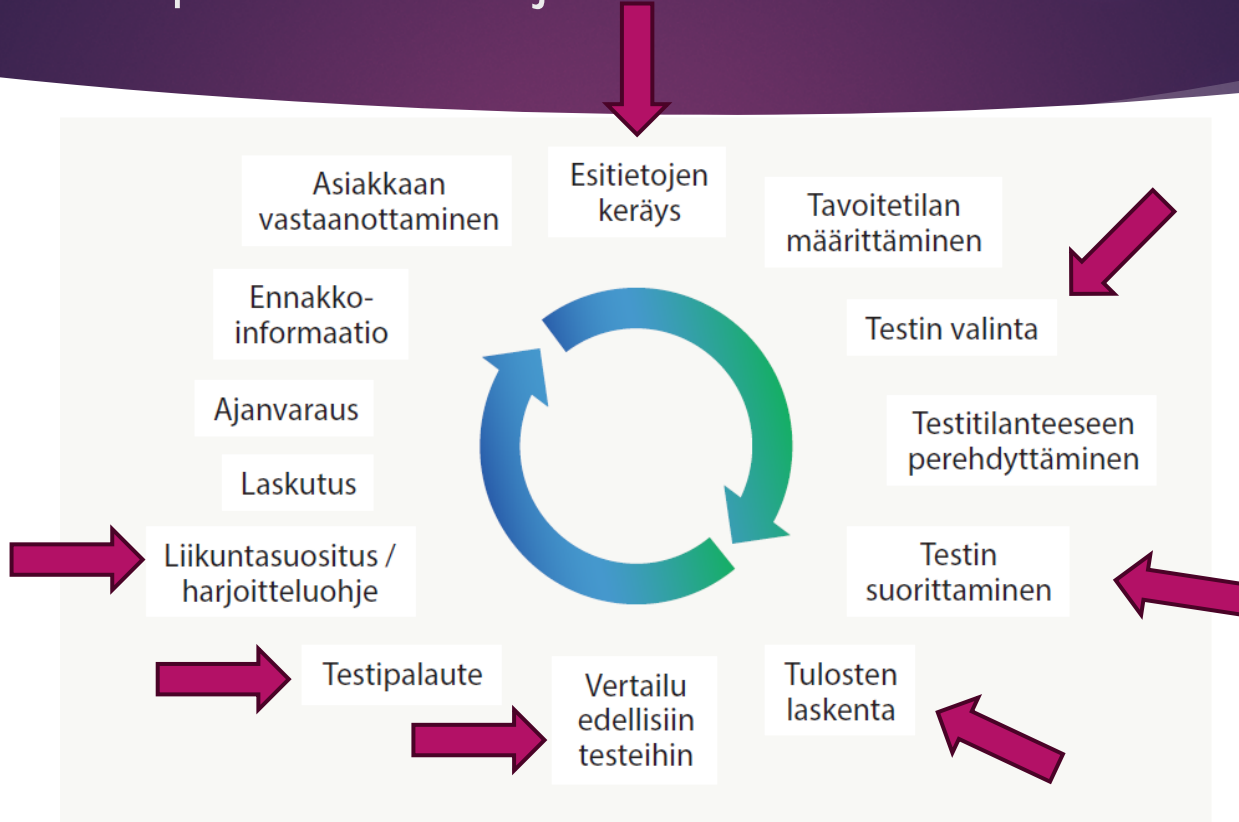 Asiakkaan
vastaanottaminen
Esitietojen
keräys
Tavoitetilan
määrittäminen
Ennakko-
informaatio
Testin valinta
Ajanvaraus
Testitilanteeseen
perehdyttäminen
Laskutus
Liikuntasuositus /
harjoitteluohje
Testin
suorittaminen
Testipalaute
Vertailu
edellisiin
testeihin
Tulosten
laskenta